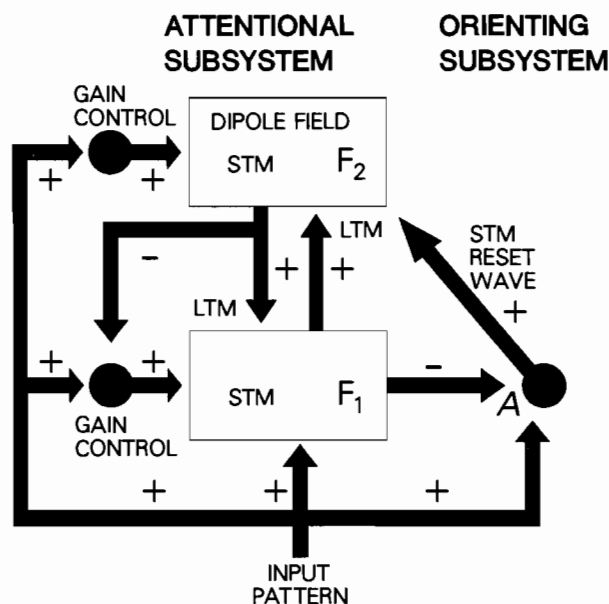 ATTENTIONAL
SUBSYSTEM
ORIENTING
SUBSYSTEM
GAIN
CONTROL
DIPOLE FIELD
STM F2
+ +
LTM
STM
RESET
WAVE
-
+ +
+
LTM
+ +
STM F1
-
A
GAIN
CONTROL
+ + +
INPUT
PATTERN